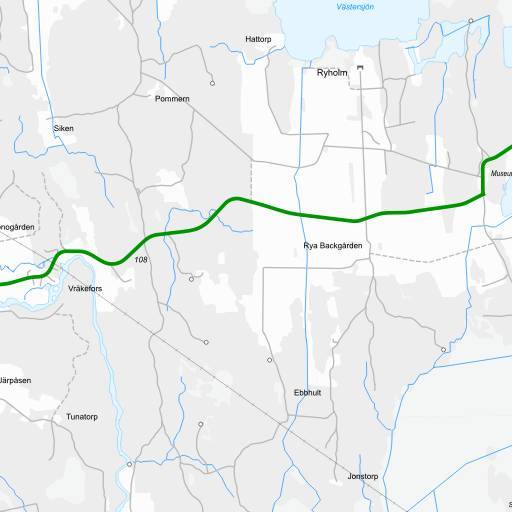 Västersjön
Hattorp
Ryholm
Pommern
Siken
Museu
nogården
Rya Backgården
108
Vråkefors
Järpåsen
Ebbhult
Tunatorp
Jonstorp
S